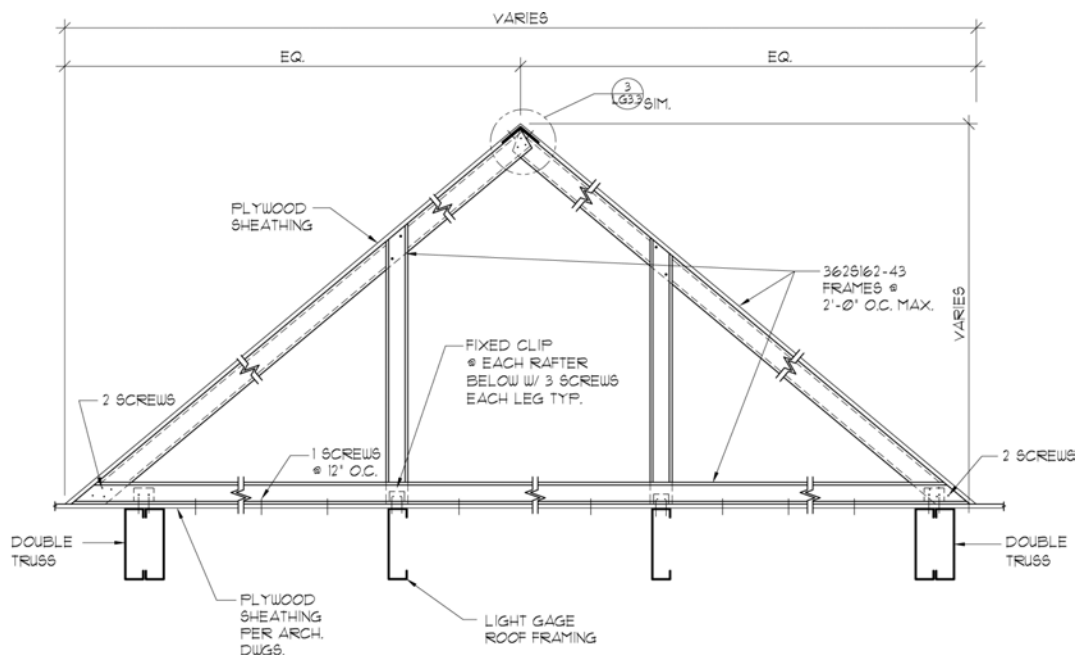 VARIES
EQ.
EQ.
3
LG3.3
SIM.
PLYWOOD
SHEATHING
362S162-43
FRAMES @
2'-0" O.C. MAX.
VARIES
FIXED CLIP
@ EACH RAFTER
BELOW W/ 3 SCREWS
EACH LEG TYP.
2 SCREWS
1 SCREWS
@ 12" O.C.
2 SCREWS
DOUBLE
TRUSS
DOUBLE
TRUSS
PLYWOOD
SHEATHING
PER ARCH.
DWGS.
LIGHT GAGE
ROOF FRAMING